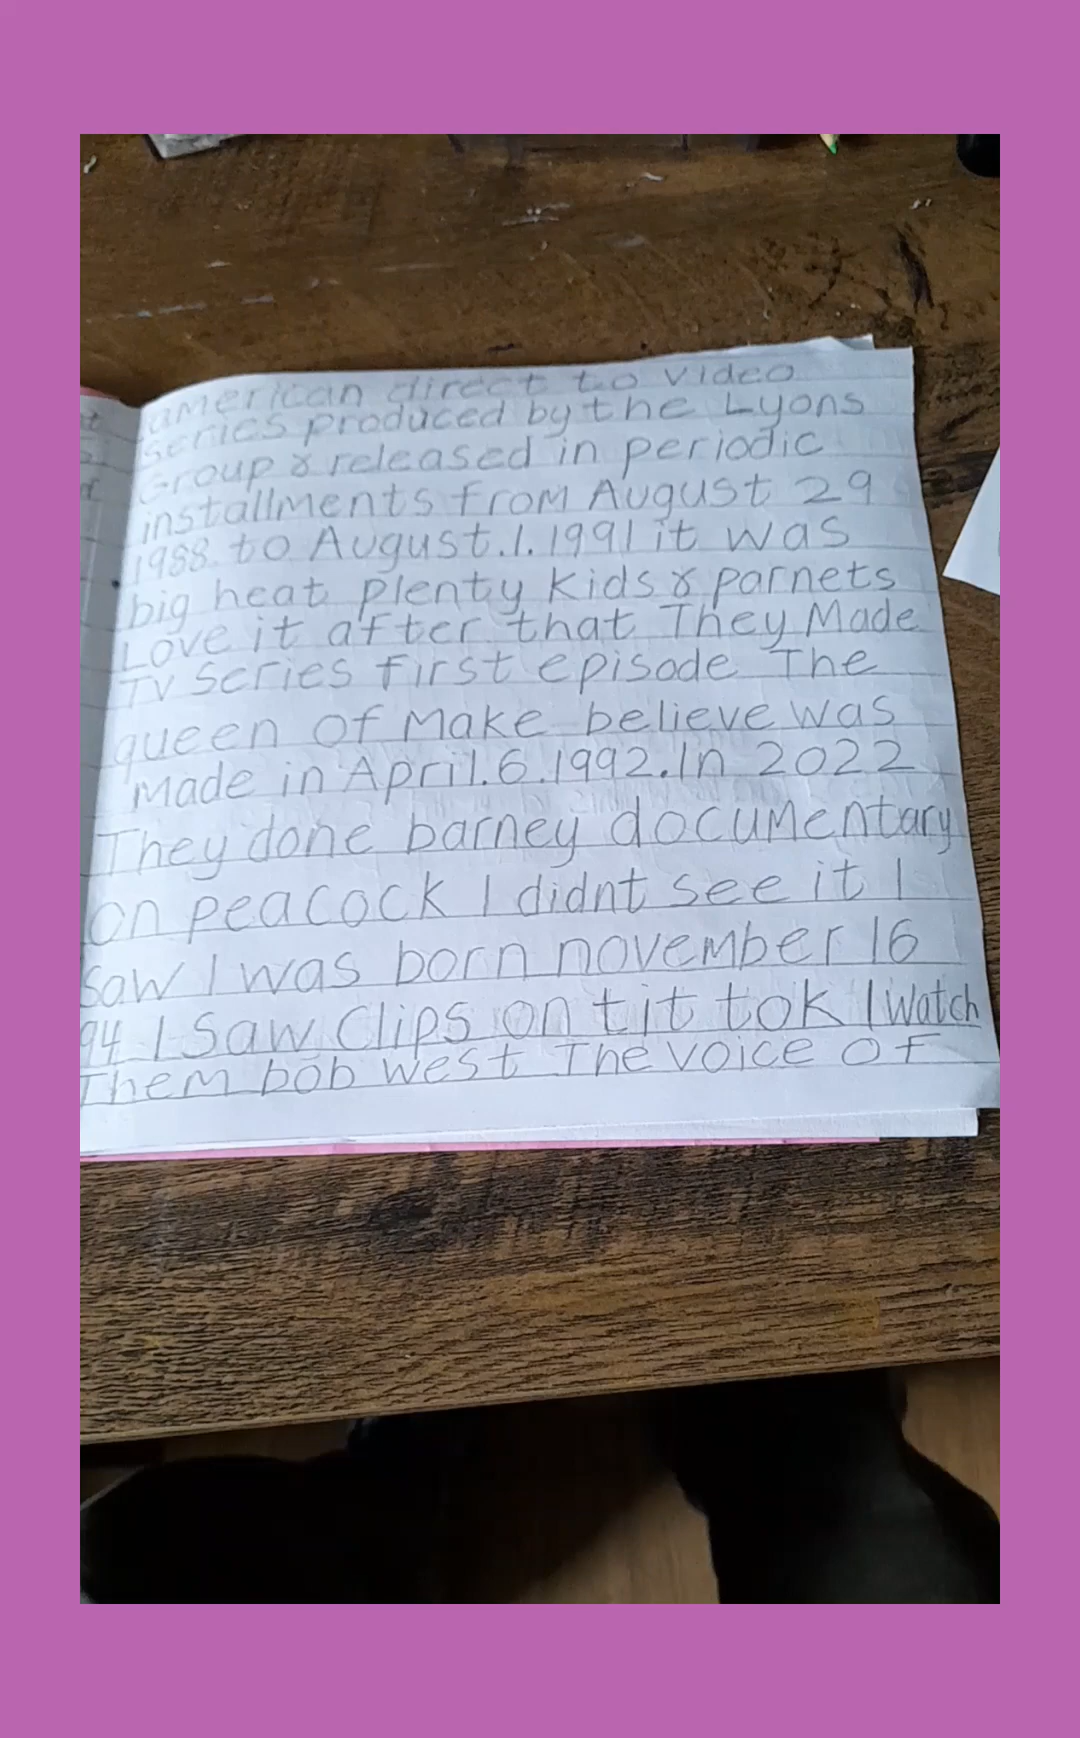 american direct to video
series produced by the Lyons
Group & released in periodic
installments from August 29
1988. to August.1.1991 it was
big heat plenty kids & parnets
Love it after that They Made
TV Series first episode The
queen of Make believe was
Made in April.6.1992.In 2022
They done barney documentary
on peacock I didnt see it I
saw I was born november 16
94 I Saw Clips on tit tok I Watch
Them bob west The voice of